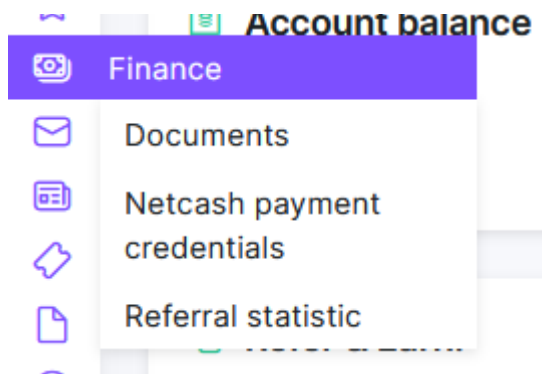 Account balance
Finance
Documents
Netcash payment
credentials
Referral statistic